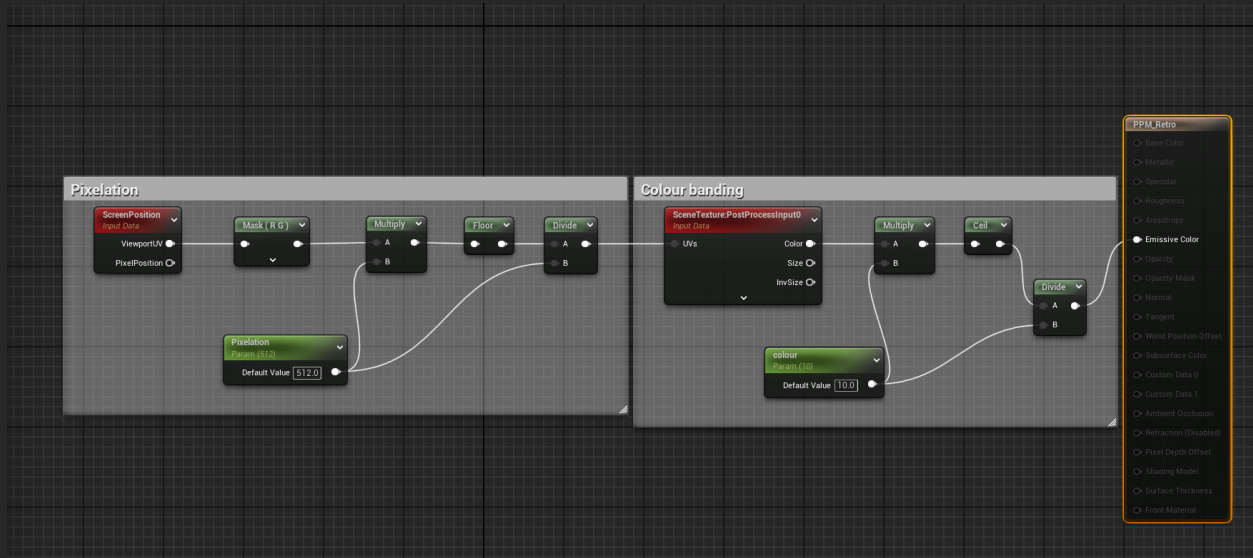 Pixelation
ScreenPosition
Input Data
ViewportUV
PixelPosition
Mask ( R G )
Multiply
A
B
Floor
Divide
A
B
Pixelation
Param (512)
Default Value 512.0
Colour banding
SceneTexture:PostProcessInput0
Input Data
UVs
Color
Size
InvSize
Multiply
A
B
Ceil
Divide
A
B
colour
Param (10)
Default Value 10.0
PPM_Retro
Base Color
Metallic
Specular
Roughness
Anisotropy
Emissive Color
Opacity
Opacity Mask
Normal
Tangent
World Position Offset
Subsurface Color
Custom Data 0
Custom Data 1
Ambient Occlusion
Refraction (Disabled)
Pixel Depth Offset
Shading Model
Surface Thickness
Front Material